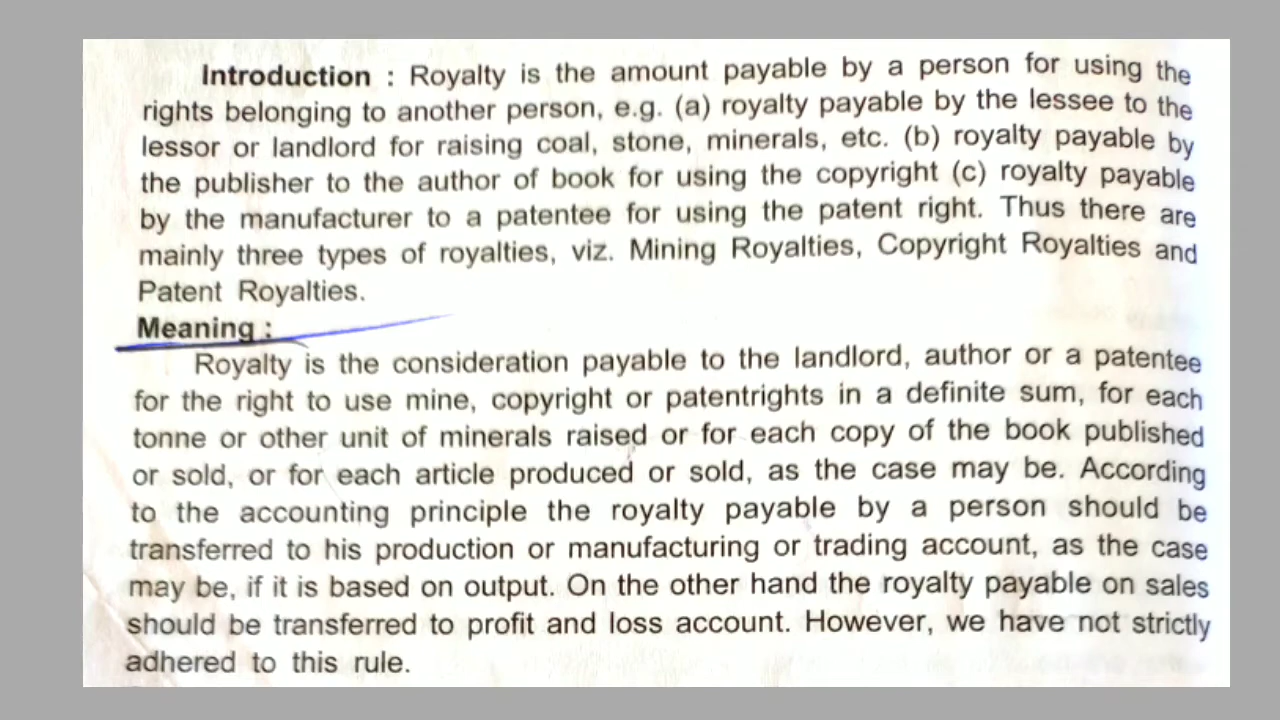 Introduction : Royalty is the amount payable by a person for using the
rights belonging to another person, e.g. (a) royalty payable by the lessee to the
lessor or landlord for raising coal, stone, minerals, etc. (b) royalty payable by
the publisher to the author of book for using the copyright (c) royalty payable
by the manufacturer to a patentee for using the patent right. Thus there are
mainly three types of royalties, viz. Mining Royalties, Copyright Royalties and
Patent Royalties.
Meaning :
Royalty is the consideration payable to the landlord, author or a patentee
for the right to use mine, copyright or patentrights in a definite sum, for each
tonne or other unit of minerals raised or for each copy of the book published
or sold, or for each article produced or sold, as the case may be. According
to the accounting principle the royalty payable by a person should be
transferred to his production or manufacturing or trading account, as the case
may be, if it is based on output. On the other hand the royalty payable on sales
should be transferred to profit and loss account. However, we have not strictly
adhered to this rule.